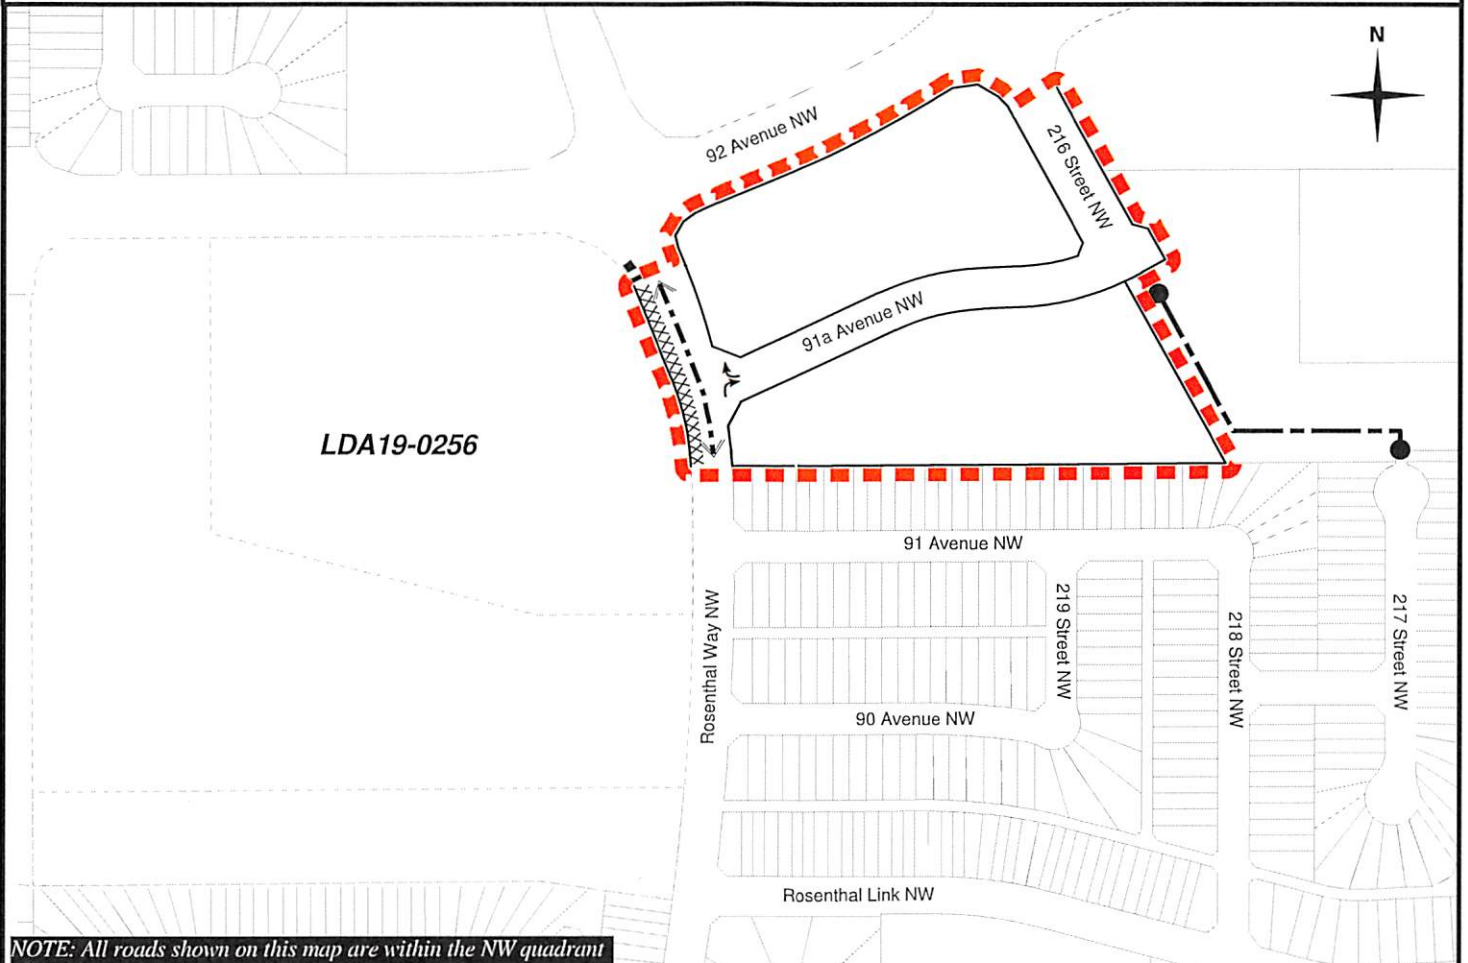 N
92 Avenue NW
216 Street NW
91a Avenue NW
LDA19-0256
91 Avenue NW
Rosenthal Way NW
219 Street NW
218 Street NW
217 Street NW
90 Avenue NW
Rosenthal Link NW
NOTE: All roads shown on this map are within the NW quadrant